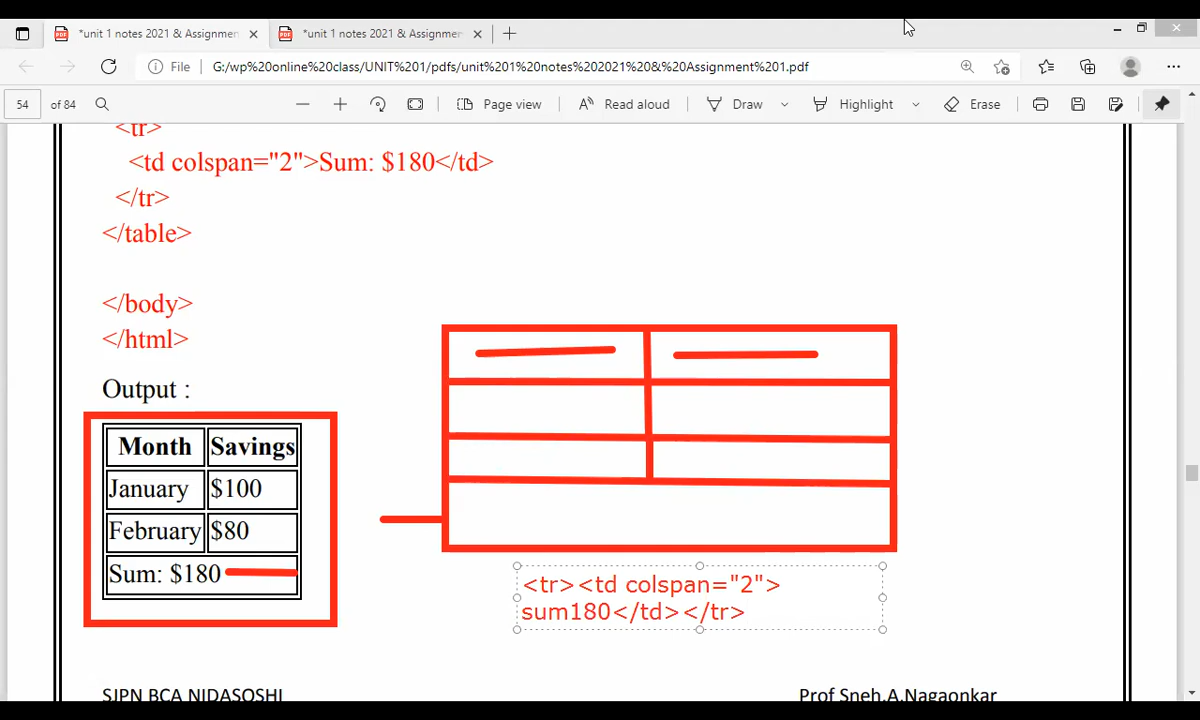 *unit 1 notes 2021 & Assignmen
*unit 1 notes 2021 & Assignmen
File G:/wp%20online%20class/UNIT%201/pdfs/unit%201%20notes%202021%20&%20Assignment%201.pdf
54 of 84 Page view Read aloud Draw Highlight Erase
<tr>
<td colspan="2">Sum: $180</td>
</tr>
</table>
</body>
</html>
Output :
Month Savings
January $100
February $80
Sum: $180
<tr><td colspan="2">
sum180</td></tr>
SJPN BCA NIDASOSHI Prof Sneh.A.Nagaonkar